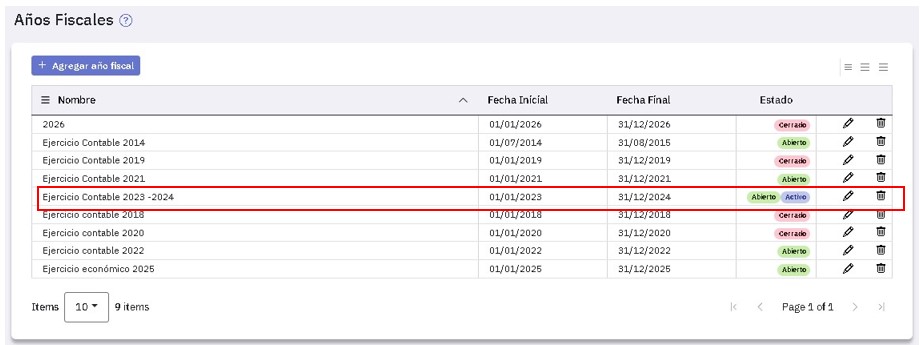 Años Fiscales ?
+ Agregar año fiscal
Nombre Fecha Inicial Fecha Final Estado
2026 01/01/2026 31/12/2026 Cerrado
Ejercicio Contable 2014 01/07/2014 31/08/2015 Abierto
Ejercicio Contable 2019 01/01/2019 31/12/2019 Cerrado
Ejercicio Contable 2021 01/01/2021 31/12/2021 Abierto
Ejercicio Contable 2023 -2024 01/01/2023 31/12/2024 Abierto Activo
Ejercicio contable 2018 01/01/2018 31/12/2018 Cerrado
Ejercicio contable 2020 01/01/2020 31/12/2020 Cerrado
Ejercicio contable 2022 01/01/2022 31/12/2022 Abierto
Ejercicio económico 2025 01/01/2025 31/12/2025 Abierto
Items 10 9 items Page 1 of 1